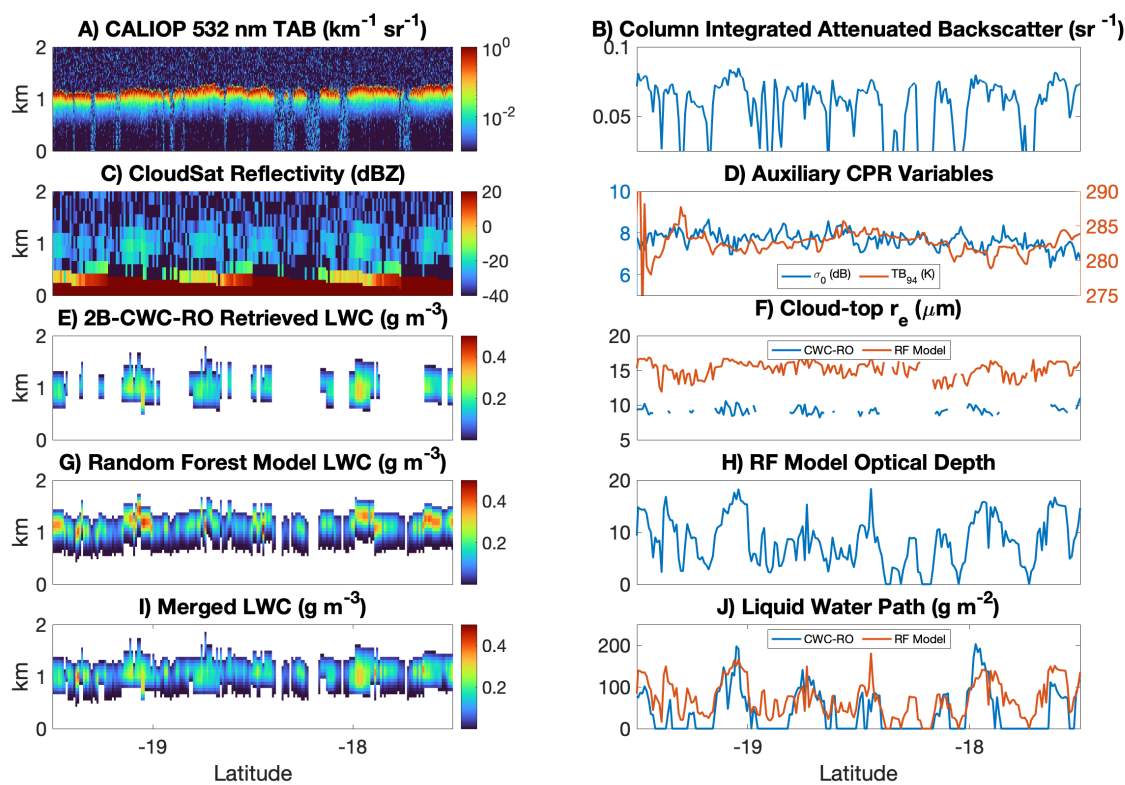 A) CALIOP 532 nm TAB (km⁻¹ sr⁻¹)
2
1
0
km
10⁰
10⁻²
B) Column Integrated Attenuated Backscatter (sr ⁻¹)
0.1
0.05
C) CloudSat Reflectivity (dBZ)
2
1
0
km
20
0
-20
-40
D) Auxiliary CPR Variables
10
8
6
290
285
280
275
σ₀ (dB)
TB₉₄ (K)
E) 2B-CWC-RO Retrieved LWC (g m⁻³)
2
1
0
km
0.4
0.2
F) Cloud-top rₑ (μm)
20
15
10
5
CWC-RO
RF Model
G) Random Forest Model LWC (g m⁻³)
2
1
0
km
0.4
0.2
H) RF Model Optical Depth
20
10
0
I) Merged LWC (g m⁻³)
2
1
0
km
0.4
0.2
-19
-18
Latitude
J) Liquid Water Path (g m⁻²)
200
100
0
CWC-RO
RF Model
-19
-18
Latitude